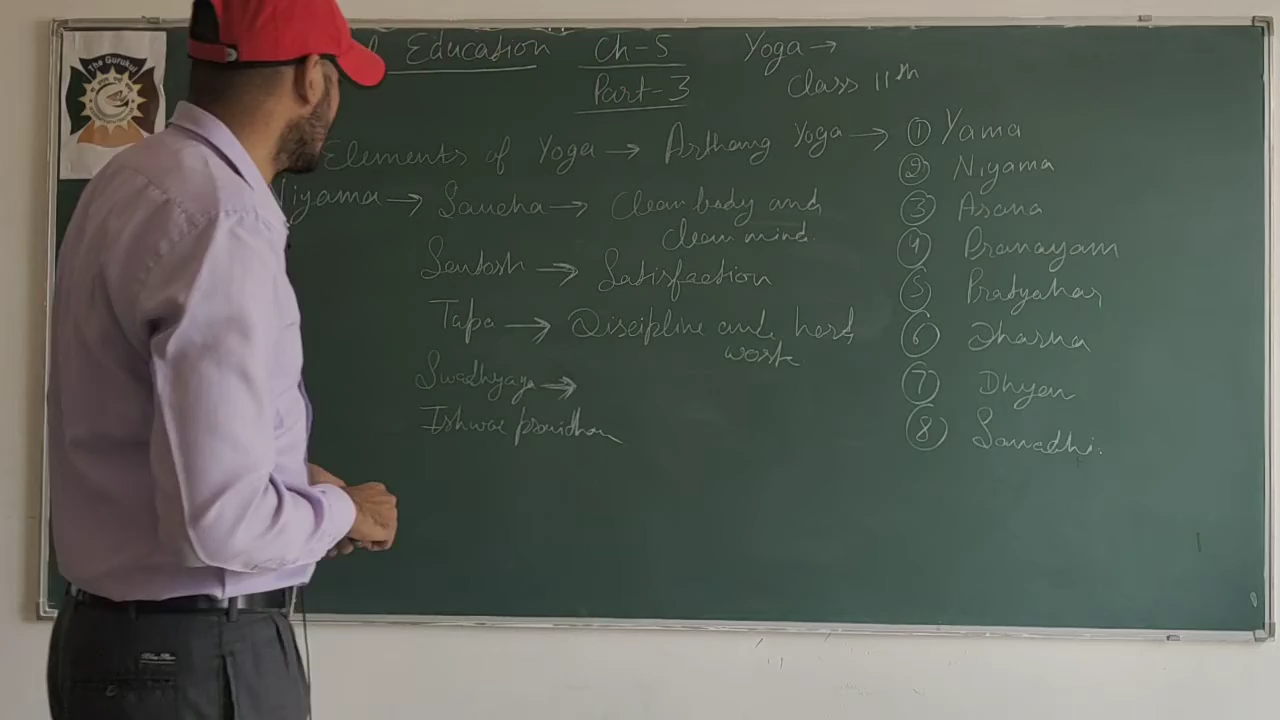 The Gurukul
Education Ch-5 Yoga →
Part-3 Class 11th
Elements of Yoga → Asthang Yoga → ① Yama
② Niyama
Niyama → Saucha → Clean body and ③ Asana
clean mind. ④ Pranayam
Santosh → Satisfaction ⑤ Pratyahar
Tapa → Discipline and hard ⑥ Dharna
work
Swadhyaya → ⑦ Dhyan
Ishwar pranidhan ⑧ Samadhi.